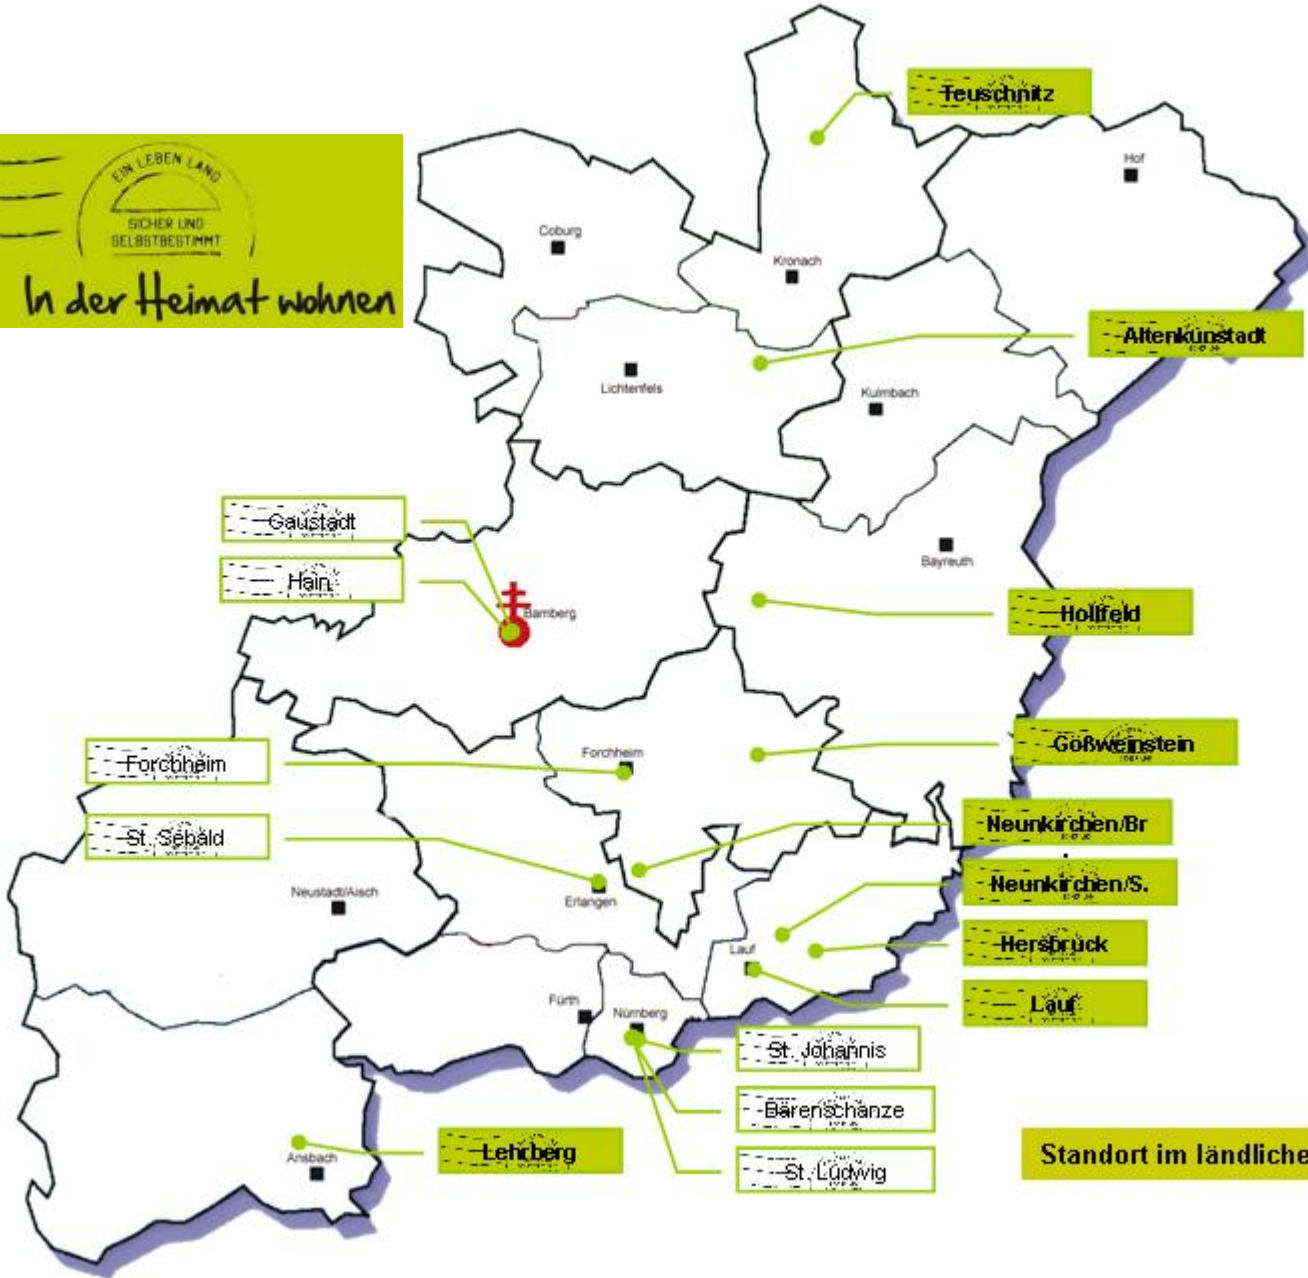 Teuschnitz
Hof
EIN LEBEN LANG
SICHER UND
SELBSTBESTIMMT
In der Heimat wohnen
Coburg
Kronach
Altenkunstadt
Lichtenfels
Kulmbach
Gaustadt
Bayreuth
Hain
Bamberg
Hollfeld
Forchheim
Forchheim
Gößweinstein
St. Sebald
Neunkirchen/Br
Neustadt/Aisch
Erlangen
Neunkirchen/S.
Lauf
Hersbruck
Fürth
Nürnberg
Lauf
St. Johannis
Bärenschanze
Lehrberg
Ansbach
St. Ludwig
Standort im ländliche